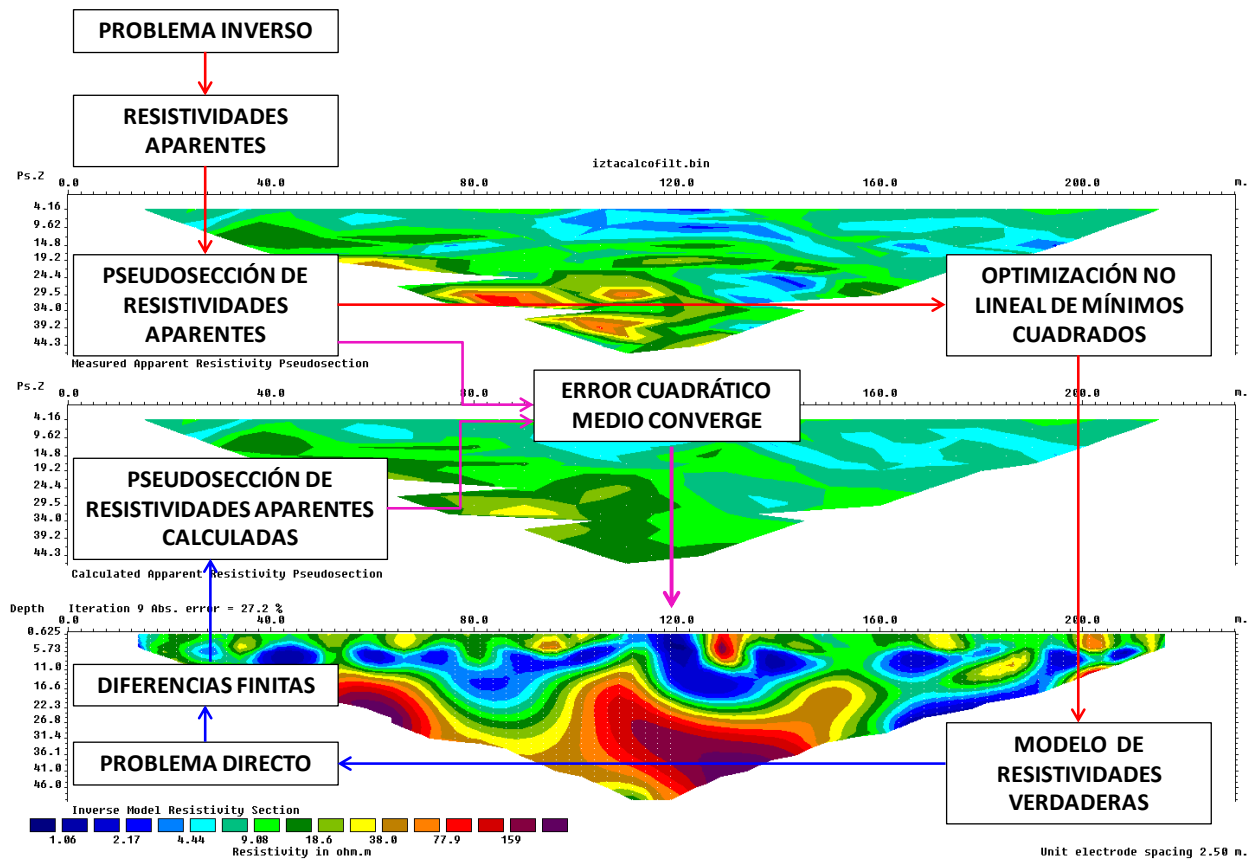 PROBLEMA INVERSO
RESISTIVIDADES
APARENTES
iztacalcofilt.bin
Ps.Z 0.0 40.0 80.0 120.0 160.0 200.0 m.
4.16
9.62
14.8
19.2
24.4
29.5
34.0
39.2
44.3
PSEUDOSECCIÓN DE
RESISTIVIDADES
APARENTES
OPTIMIZACIÓN NO
LINEAL DE MÍNIMOS
CUADRADOS
Measured Apparent Resistivity Pseudosection
Ps.Z 0.0 40.0 80.0 160.0 200.0 m.
ERROR CUADRÁTICO
MEDIO CONVERGE
4.16
9.62
14.8
19.2
24.4
29.5
34.0
39.2
44.3
PSEUDOSECCIÓN DE
RESISTIVIDADES APARENTES
CALCULADAS
Calculated Apparent Resistivity Pseudosection
Depth Iteration 9 Abs. error = 27.2 %
0.0 40.0 80.0 120.0 160.0 200.0 m.
0.625
5.73
11.0
16.6
22.3
26.8
31.4
36.1
41.0
46.0
DIFERENCIAS FINITAS
PROBLEMA DIRECTO
MODELO DE
RESISTIVIDADES
VERDADERAS
Inverse Model Resistivity Section
1.06 2.17 4.44 9.08 18.6 38.0 77.9 159
Resistivity in ohm.m
Unit electrode spacing 2.50 m.